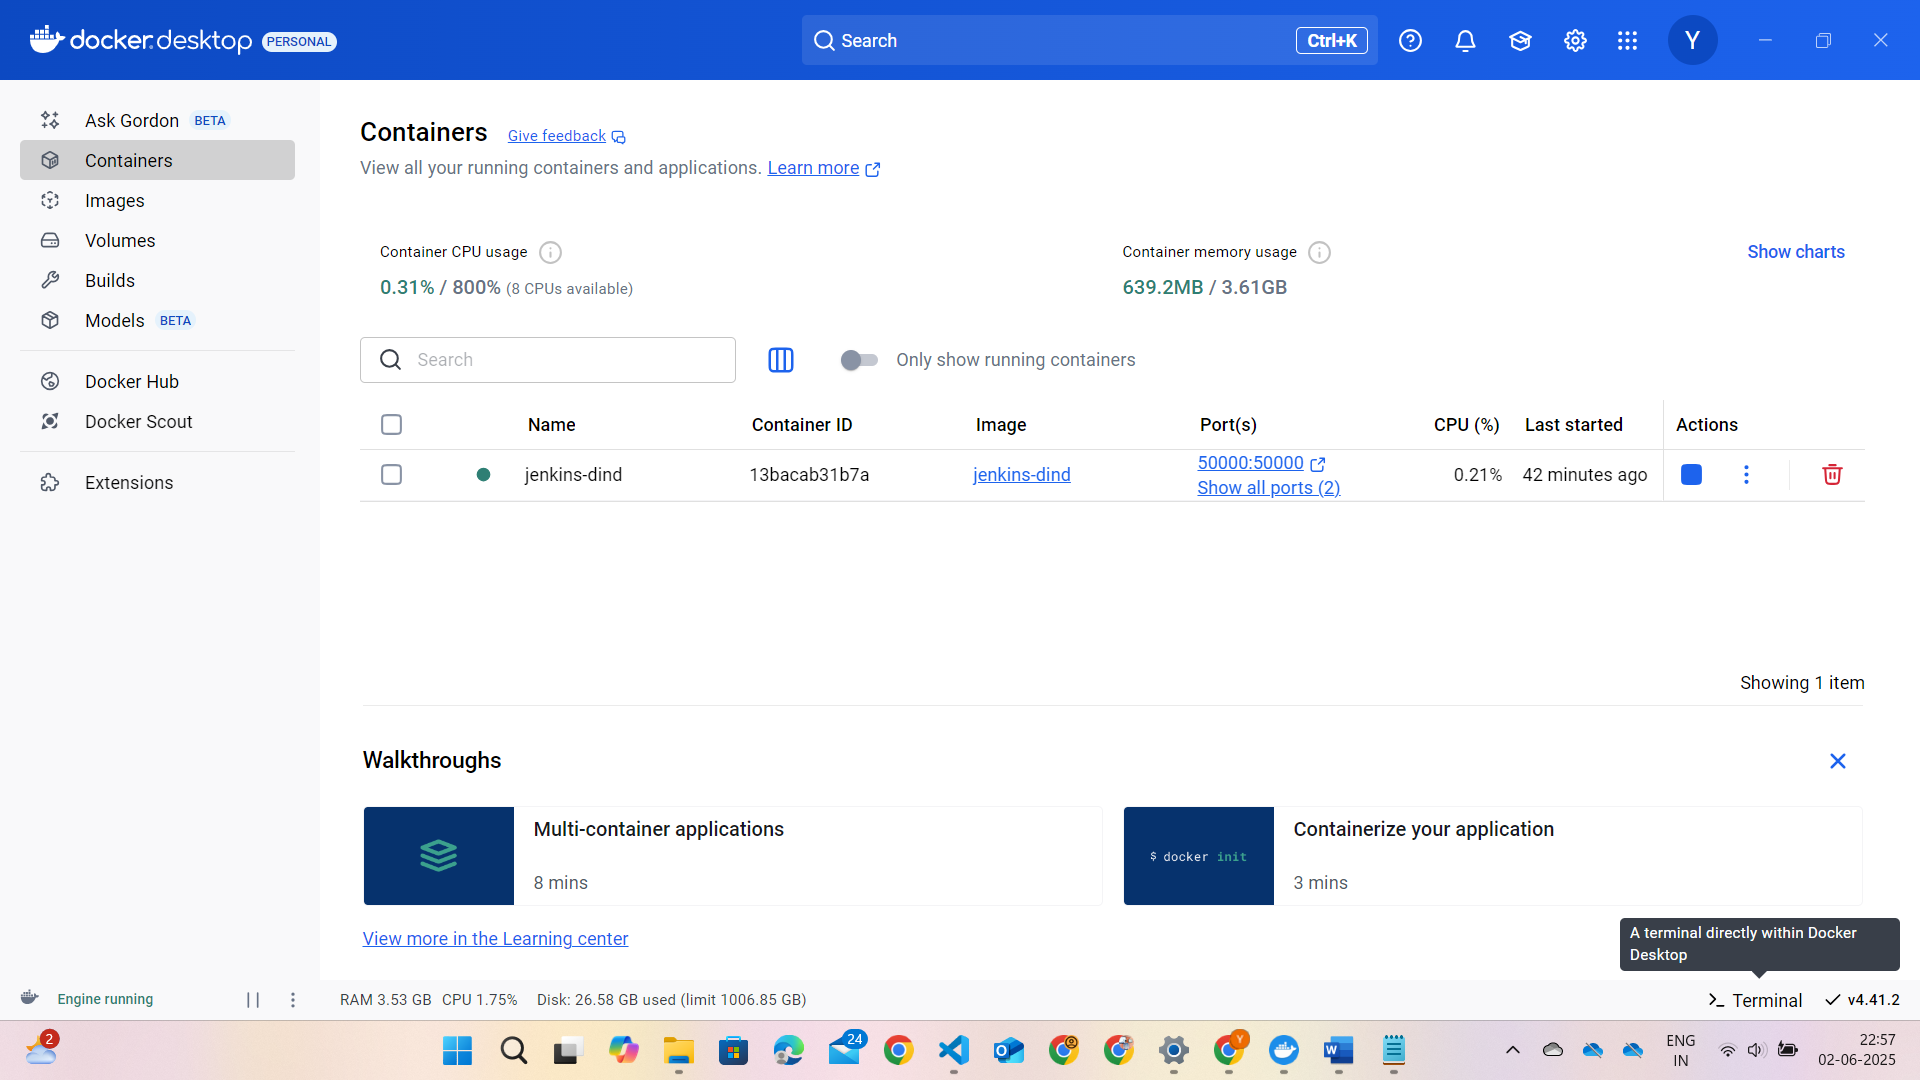 docker.desktop PERSONAL
Search
Ctrl+K
Y
Ask Gordon BETA
Containers
Images
Volumes
Builds
Models BETA
Docker Hub
Docker Scout
Extensions
Containers Give feedback
View all your running containers and applications. Learn more
Container CPU usage
0.31% / 800% (8 CPUs available)
Container memory usage
639.2MB / 3.61GB
Show charts
Search
Only show running containers
Name Container ID Image Port(s) CPU (%) Last started Actions
jenkins-dind 13bacab31b7a jenkins-dind 50000:50000 0.21% 42 minutes ago
Show all ports (2)
Showing 1 item
Walkthroughs
Multi-container applications
8 mins
$ docker init
Containerize your application
3 mins
View more in the Learning center
A terminal directly within Docker
Desktop
Engine running
RAM 3.53 GB CPU 1.75% Disk: 26.58 GB used (limit 1006.85 GB)
Terminal
v4.41.2
2
24
Y
ENG
IN
22:57
02-06-2025